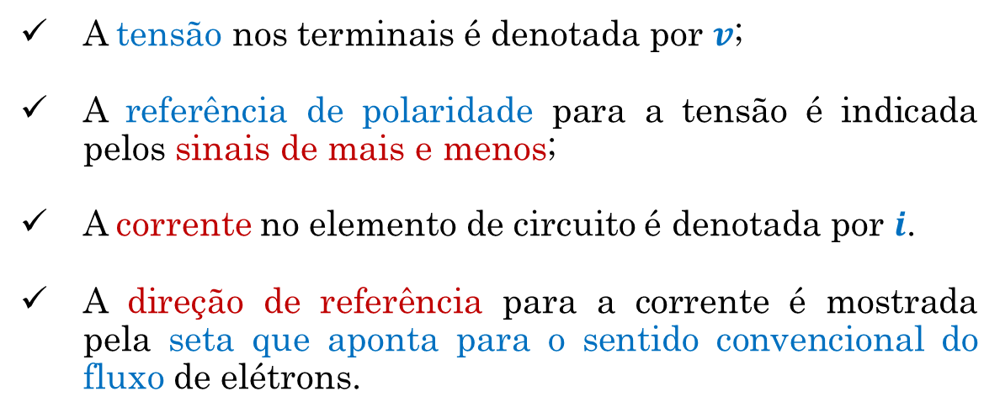 ✓ A tensão nos terminais é denotada por v;
✓ A referência de polaridade para a tensão é indicada
pelos sinais de mais e menos;
✓ A corrente no elemento de circuito é denotada por i.
✓ A direção de referência para a corrente é mostrada
pela seta que aponta para o sentido convencional do
fluxo de elétrons.